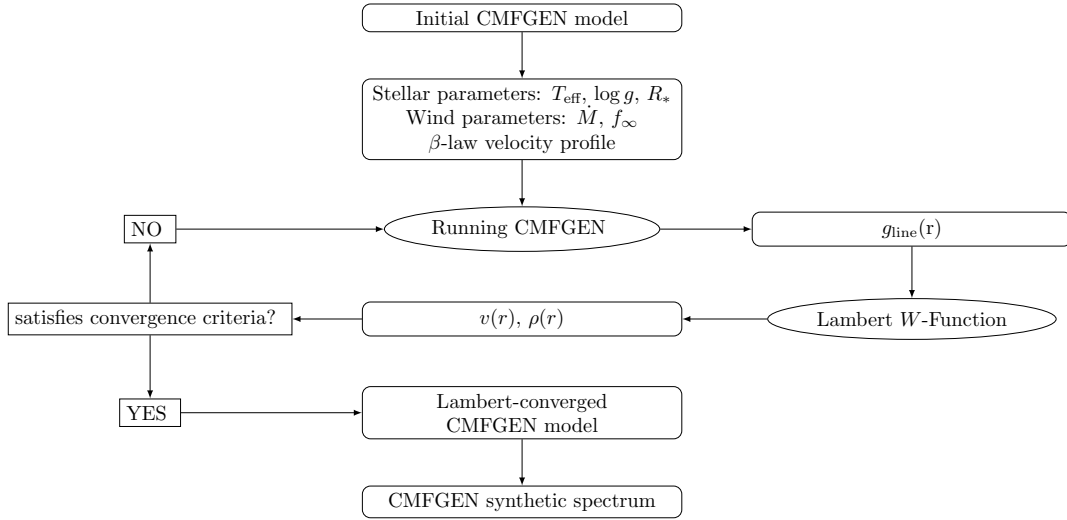 Initial CMFGEN model
Stellar parameters: T_eff, log g, R_*
Wind parameters: Ṁ, f_∞
β-law velocity profile
NO
Running CMFGEN
g_line(r)
satisfies convergence criteria?
v(r), ρ(r)
Lambert W-Function
YES
Lambert-converged
CMFGEN model
CMFGEN synthetic spectrum